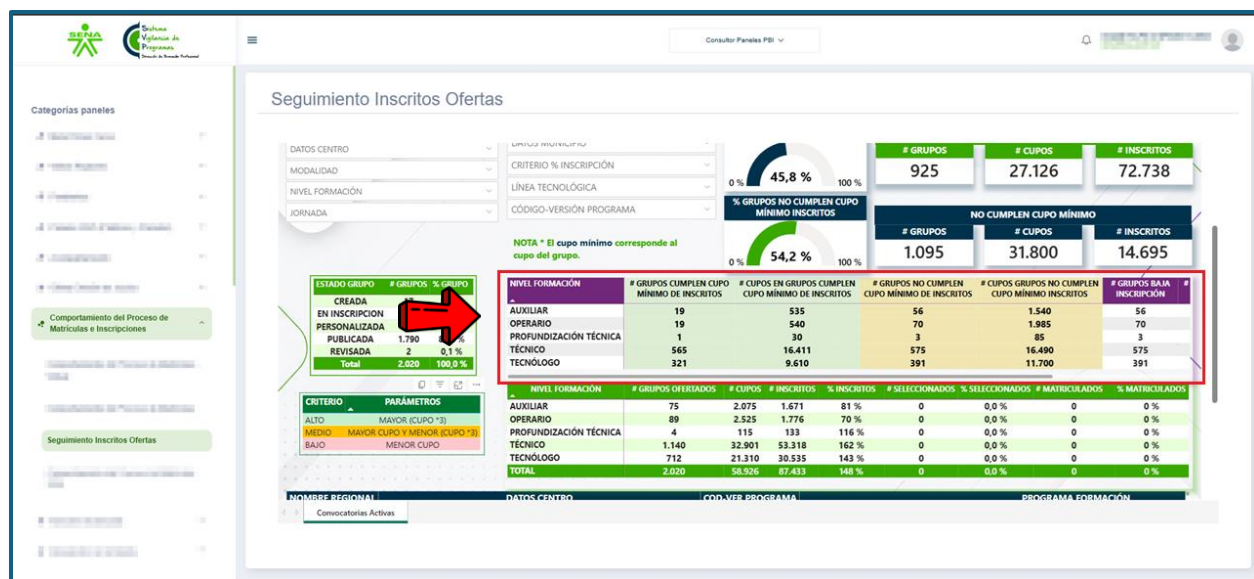 SENA
Sistema
Vigilancia de
Programas
Dirección de Formación Profesional
Consultor Paneles PBI
Categorías paneles
Comportamiento del Proceso de
Matrículas e Inscripciones
Seguimiento Inscritos Ofertas
Seguimiento Inscritos Ofertas
DATOS CENTRO
DATOS MUNICIPIO
MODALIDAD
CRITERIO % INSCRIPCIÓN
NIVEL FORMACIÓN
LÍNEA TECNOLÓGICA
JORNADA
CÓDIGO-VERSIÓN PROGRAMA
NOTA * El cupo mínimo corresponde al
cupo del grupo.
0 % 45,8 % 100 %
% GRUPOS NO CUMPLEN CUPO
MÍNIMO INSCRITOS
0 % 54,2 % 100 %
# GRUPOS # CUPOS # INSCRITOS
925 27.126 72.738
NO CUMPLEN CUPO MÍNIMO
# GRUPOS # CUPOS # INSCRITOS
1.095 31.800 14.695
ESTADO GRUPO # GRUPOS % GRUPO
CREADA
EN INSCRIPCION
PERSONALIZADA
PUBLICADA 1.790
REVISADA 2 0,1 %
Total 2.020 100,0 %
CRITERIO PARÁMETROS
ALTO MAYOR (CUPO *3)
MEDIO MAYOR CUPO Y MENOR (CUPO *3)
BAJO MENOR CUPO
NIVEL FORMACIÓN # GRUPOS CUMPLEN CUPO MÍNIMO DE INSCRITOS # CUPOS EN GRUPOS CUMPLEN CUPO MÍNIMO DE INSCRITOS # GRUPOS NO CUMPLEN CUPO MÍNIMO DE INSCRITOS # CUPOS GRUPOS NO CUMPLEN CUPO MÍNIMO INSCRITOS # GRUPOS BAJA INSCRIPCIÓN #
AUXILIAR 19 535 56 1.540 56
OPERARIO 19 540 70 1.985 70
PROFUNDIZACIÓN TÉCNICA 1 30 3 85 3
TÉCNICO 565 16.411 575 16.490 575
TECNÓLOGO 321 9.610 391 11.700 391
NIVEL FORMACIÓN # GRUPOS OFERTADOS # CUPOS # INSCRITOS % INSCRITOS # SELECCIONADOS % SELECCIONADOS # MATRICULADOS % MATRICULADOS
AUXILIAR 75 2.075 1.671 81 % 0 0,0 % 0 0 %
OPERARIO 89 2.525 1.776 70 % 0 0,0 % 0 0 %
PROFUNDIZACIÓN TÉCNICA 4 115 133 116 % 0 0,0 % 0 0 %
TÉCNICO 1.140 32.901 53.318 162 % 0 0,0 % 0 0 %
TECNÓLOGO 712 21.310 30.535 143 % 0 0,0 % 0 0 %
TOTAL 2.020 58.926 87.433 148 % 0 0,0 % 0 0 %
NOMBRE REGIONAL DATOS CENTRO COD-VER PROGRAMA PROGRAMA FORMACIÓN
Convocatorias Activas